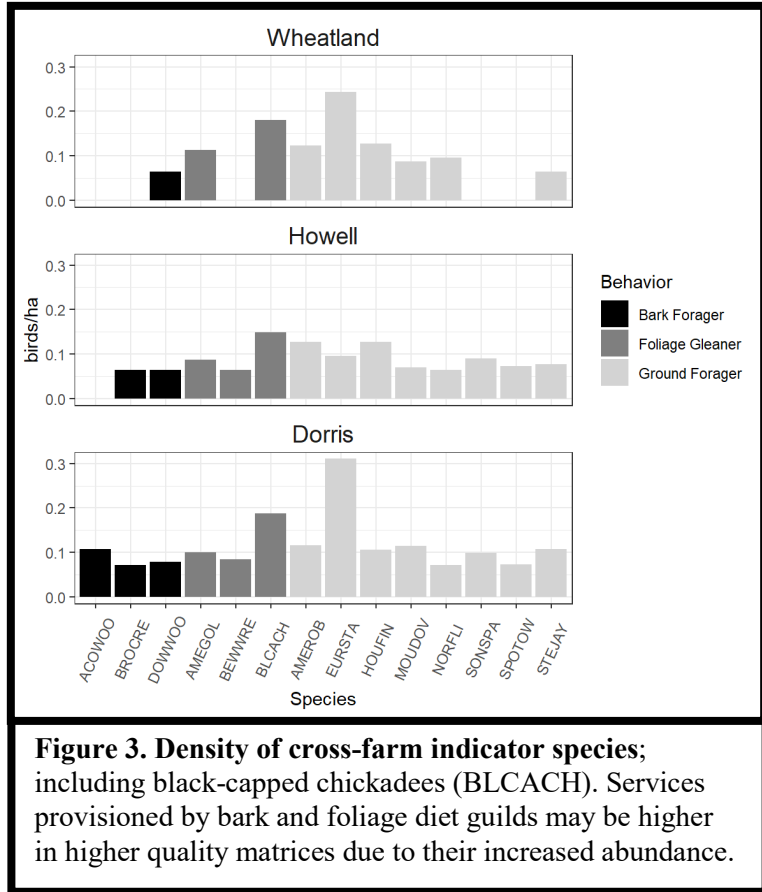 Wheatland
0.3
0.2
0.1
0.0
Howell
0.3
0.2
0.1
0.0
birds/ha
Dorris
0.3
0.2
0.1
0.0
ACOWOO
BROCRE
DOWWOO
AMEGOL
BEWWRE
BLCACH
AMEROB
EURSTA
HOUFIN
MOUDOV
NORFLI
SONSPA
SPOTOW
STEJAY
Species
Behavior
Bark Forager
Foliage Gleaner
Ground Forager
Figure 3. Density of cross-farm indicator species;
including black-capped chickadees (BLCACH). Services
provisioned by bark and foliage diet guilds may be higher
in higher quality matrices due to their increased abundance.